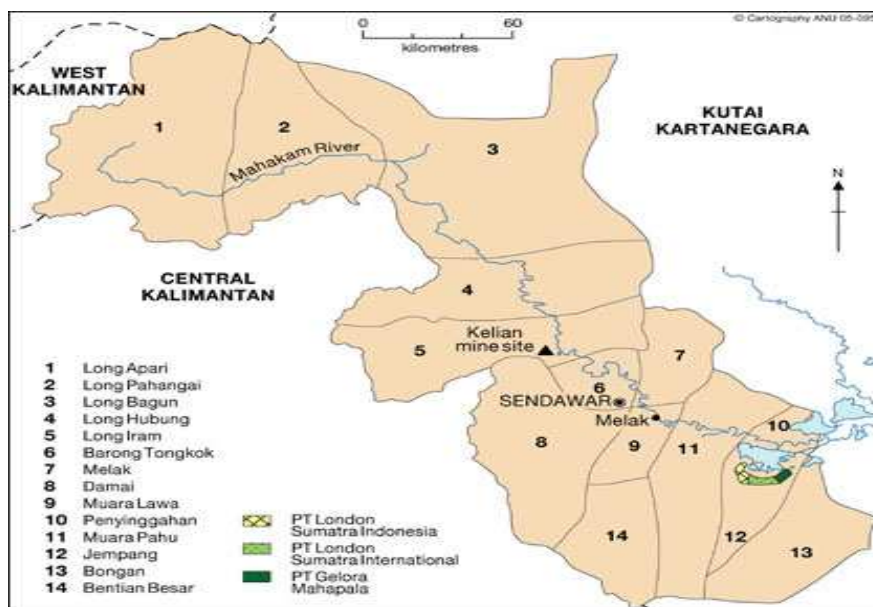 © Cartography ANU 05-095
0 60
kilometres
WEST
KALIMANTAN
KUTAI
KARTANEGARA
1
2
3
Mahakam River
N
CENTRAL
KALIMANTAN
4
5
Kelian
mine site
7
6
SENDAWAR
Melak
8
9
11
10
14
12
13
1 Long Apari
2 Long Pahangai
3 Long Bagun
4 Long Hubung
5 Long Iram
6 Barong Tongkok
7 Melak
8 Damai
9 Muara Lawa
10 Penyinggahan
11 Muara Pahu
12 Jempang
13 Bongan
14 Bentian Besar
PT London
Sumatra Indonesia
PT London
Sumatra International
PT Gelora
Mahapala